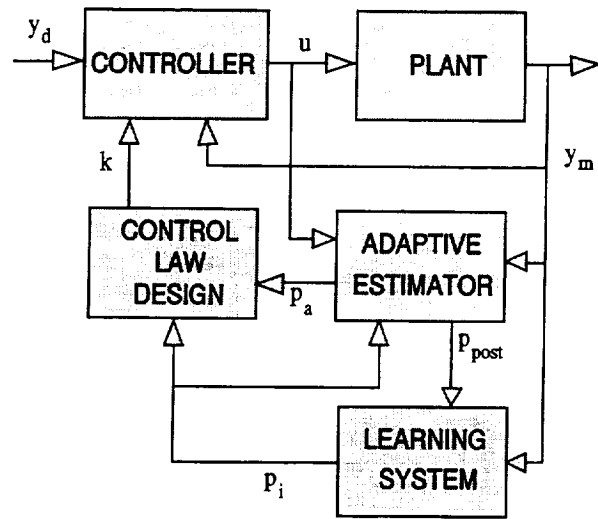 y_d
CONTROLLER
u
PLANT
y_m
k
CONTROL
LAW
DESIGN
p_a
ADAPTIVE
ESTIMATOR
p_post
LEARNING
SYSTEM
p_i